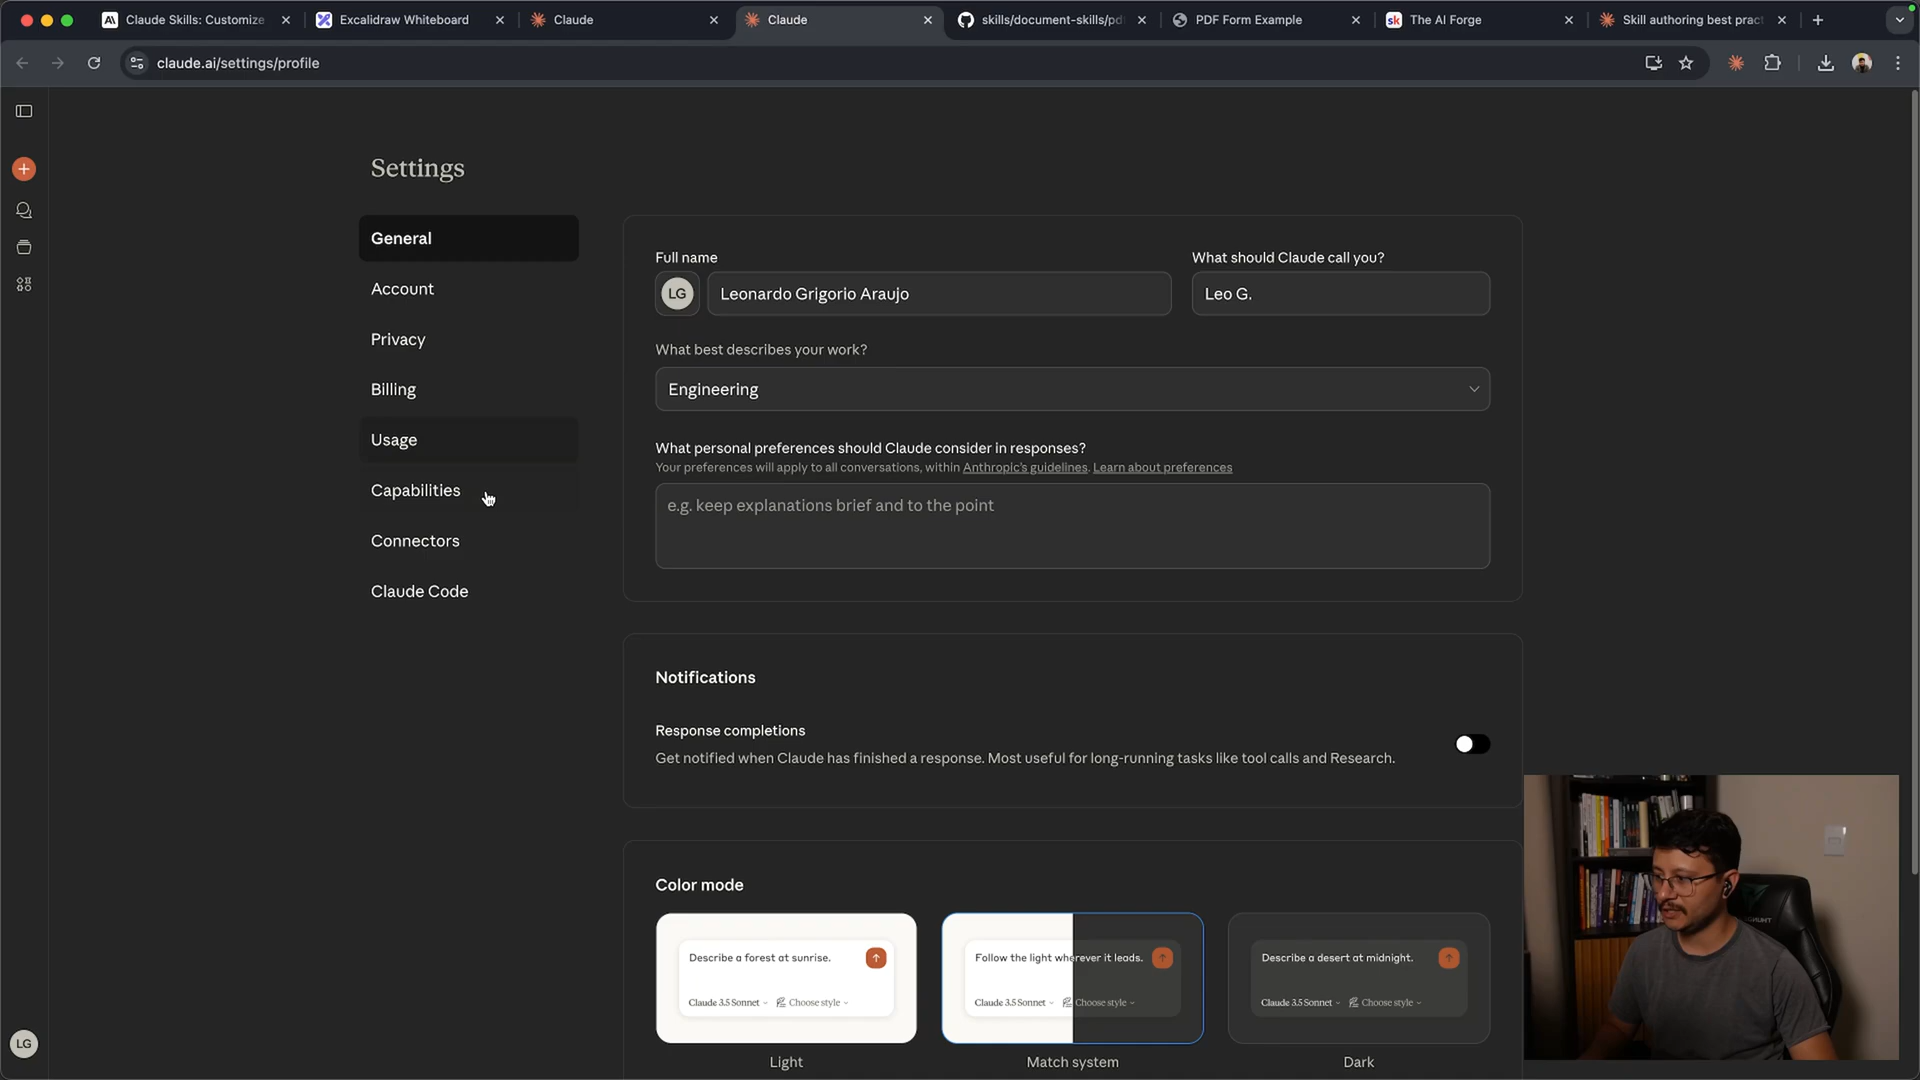 Claude Skills: Customize
Excalidraw Whiteboard
Claude
Claude
skills/document-skills/pd
PDF Form Example
sk
The AI Forge
Skill authoring best prac
claude.ai/settings/profile
Settings
General
Account
Privacy
Billing
Usage
Capabilities
Connectors
Claude Code
Full name
What should Claude call you?
LG
Leonardo Grigorio Araujo
Leo G.
What best describes your work?
Engineering
What personal preferences should Claude consider in responses?
Your preferences will apply to all conversations, within Anthropic's guidelines. Learn about preferences
e.g. keep explanations brief and to the point
Notifications
Response completions
Get notified when Claude has finished a response. Most useful for long-running tasks like tool calls and Research.
Color mode
Describe a forest at sunrise.
Claude 3.5 Sonnet
Choose style
Follow the light wherever it leads.
Claude 3.5 Sonnet
Choose style
Describe a desert at midnight.
Claude 3.5 Sonnet
Choose style
Light
Match system
Dark
LG